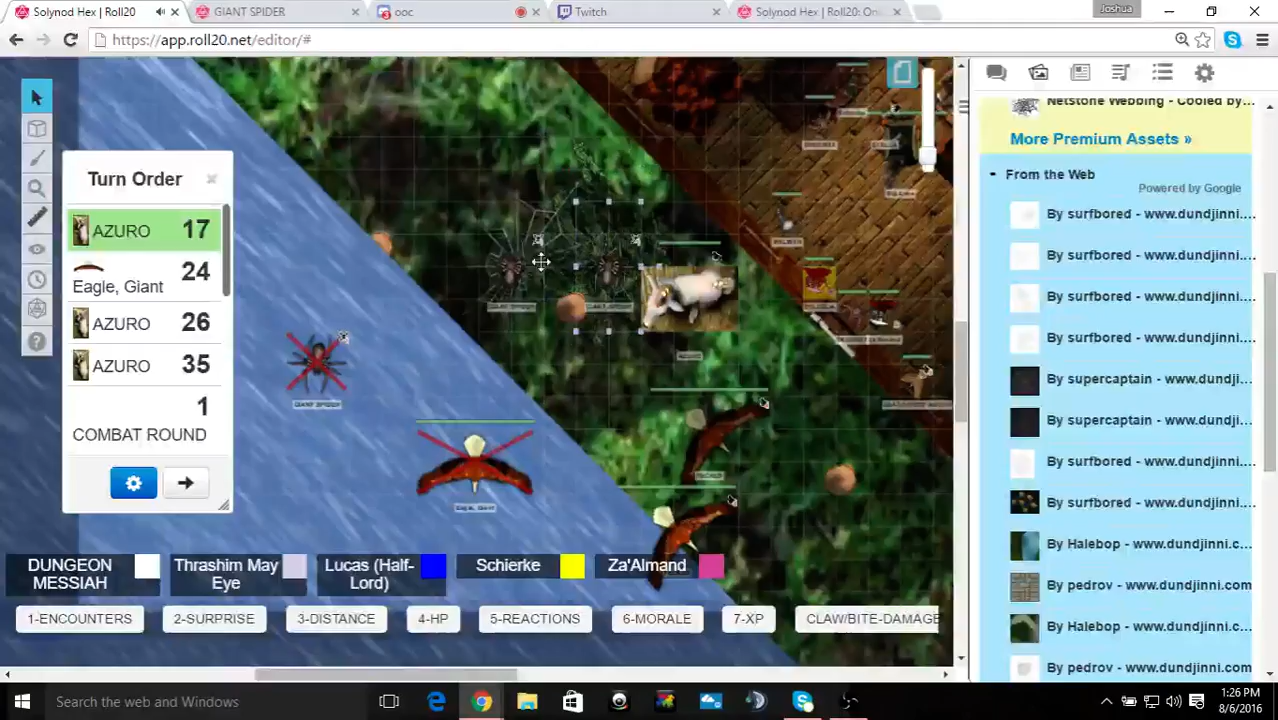 Solynod Hex | Roll20
GIANT SPIDER
ooc
Twitch
Solynod Hex | Roll20: On
Joshua
https://app.roll20.net/editor/#
Turn Order
AZURO 17
24
Eagle, Giant
AZURO 26
AZURO 35
1
COMBAT ROUND
GIANT SPIDER
Eagle, Giant
DUNGEON MESSIAH
Thrashim May Eye
Lucas (Half-Lord)
Schierke
Za'Almand
1-ENCOUNTERS
2-SURPRISE
3-DISTANCE
4-HP
5-REACTIONS
6-MORALE
7-XP
CLAW/BITE-DAMAGE
Netstone Webbing - Cooled by...
More Premium Assets »
From the Web
Powered by Google
By surfbored - www.dundjinni....
By surfbored - www.dundjinni....
By surfbored - www.dundjinni....
By surfbored - www.dundjinni....
By supercaptain - www.dundji...
By supercaptain - www.dundji...
By surfbored - www.dundjinni....
By surfbored - www.dundjinni....
By Halebop - www.dundjinni.c...
By pedrov - www.dundjinni.com
By Halebop - www.dundjinni.c...
By pedrov - www.dundjinni.com
Search the web and Windows
1:26 PM
8/6/2016